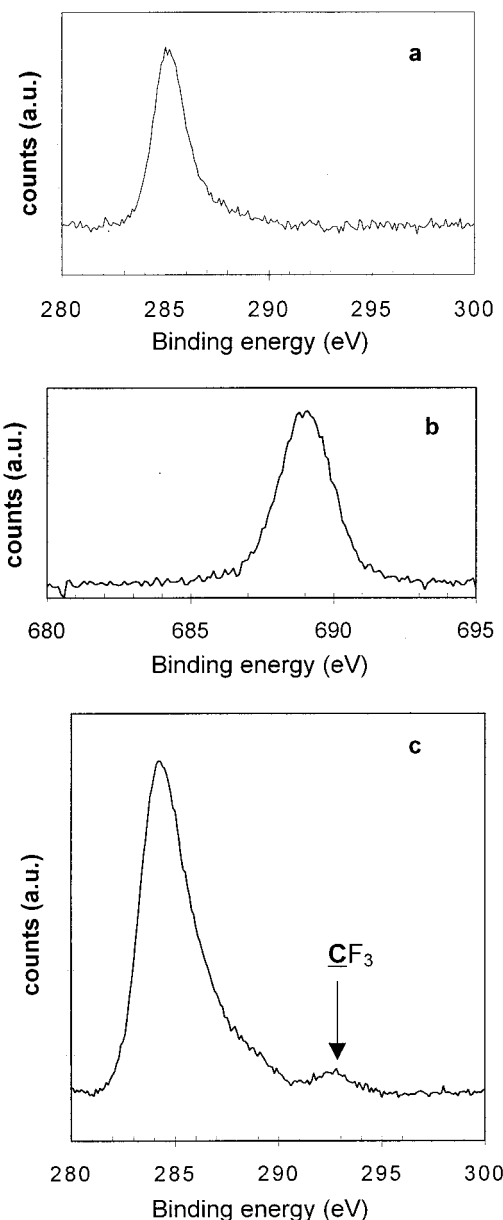 a
counts (a.u.)
280 285 290 295 300
Binding energy (eV)
b
counts (a.u.)
680 685 690 695
Binding energy (eV)
c
counts (a.u.)
CF₃
280 285 290 295 300
Binding energy (eV)